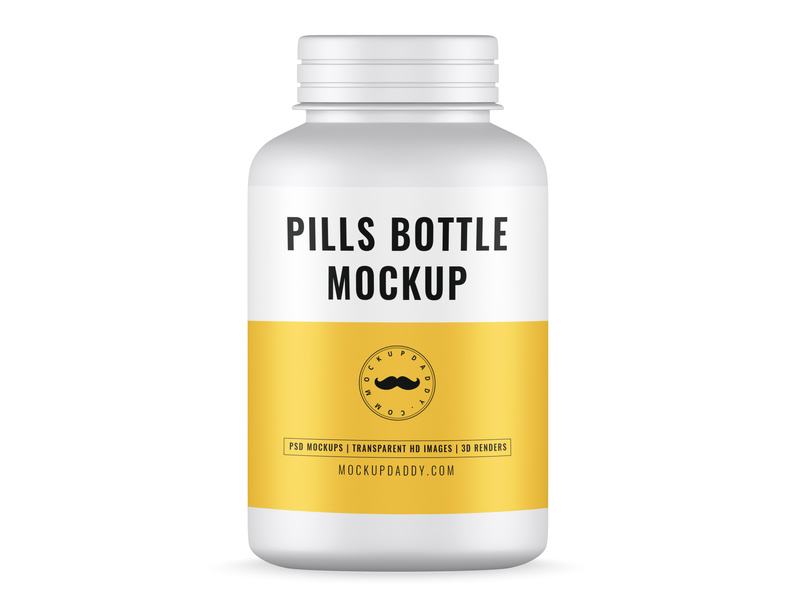 PILLS BOTTLE
MOCKUP
MOCKUPDADDY.COM
PSD MOCKUPS | TRANSPARENT HD IMAGES | 3D RENDERS
MOCKUPDADDY.COM